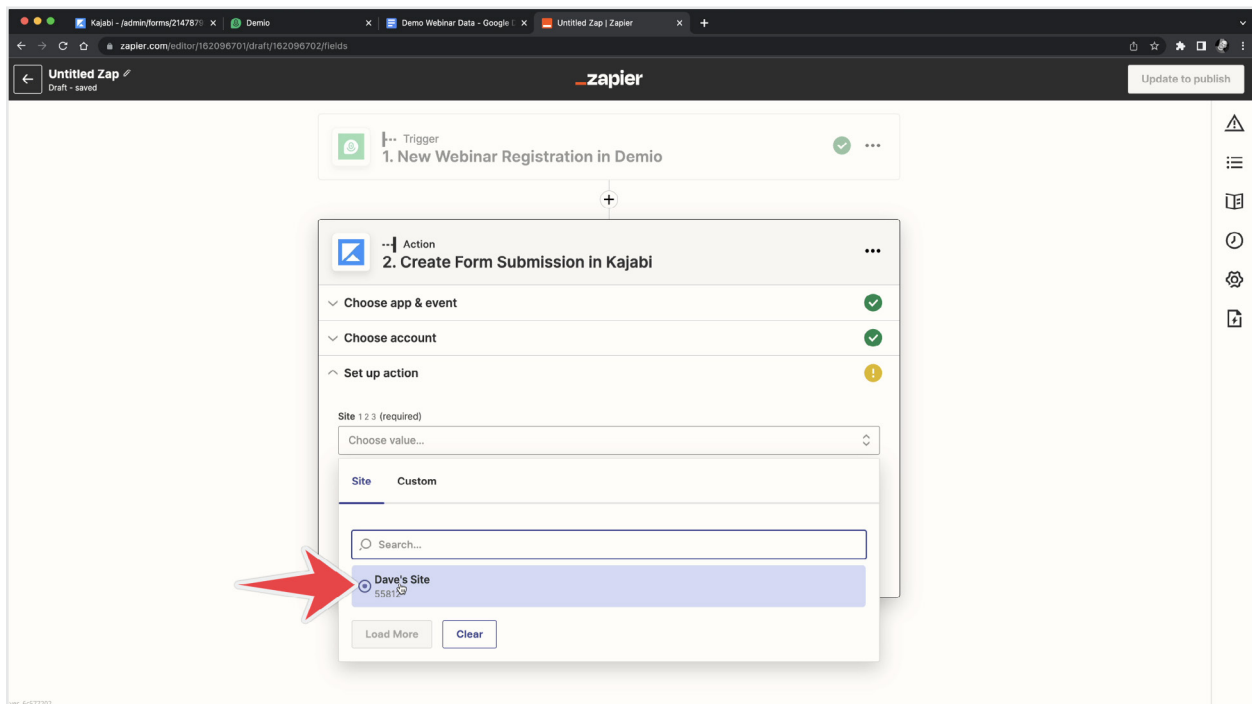 Kajabi - /admin/forms/2147879
Demio
Demo Webinar Data - Google
Untitled Zap | Zapier
zapier.com/editor/162096701/draft/162096702/fields
Untitled Zap
Draft - saved
zapier
Update to publish
Trigger
1. New Webinar Registration in Demio
Action
2. Create Form Submission in Kajabi
Choose app & event
Choose account
Set up action
Site 1 2 3 (required)
Choose value...
Site Custom
Search...
Dave's Site
Load More Clear